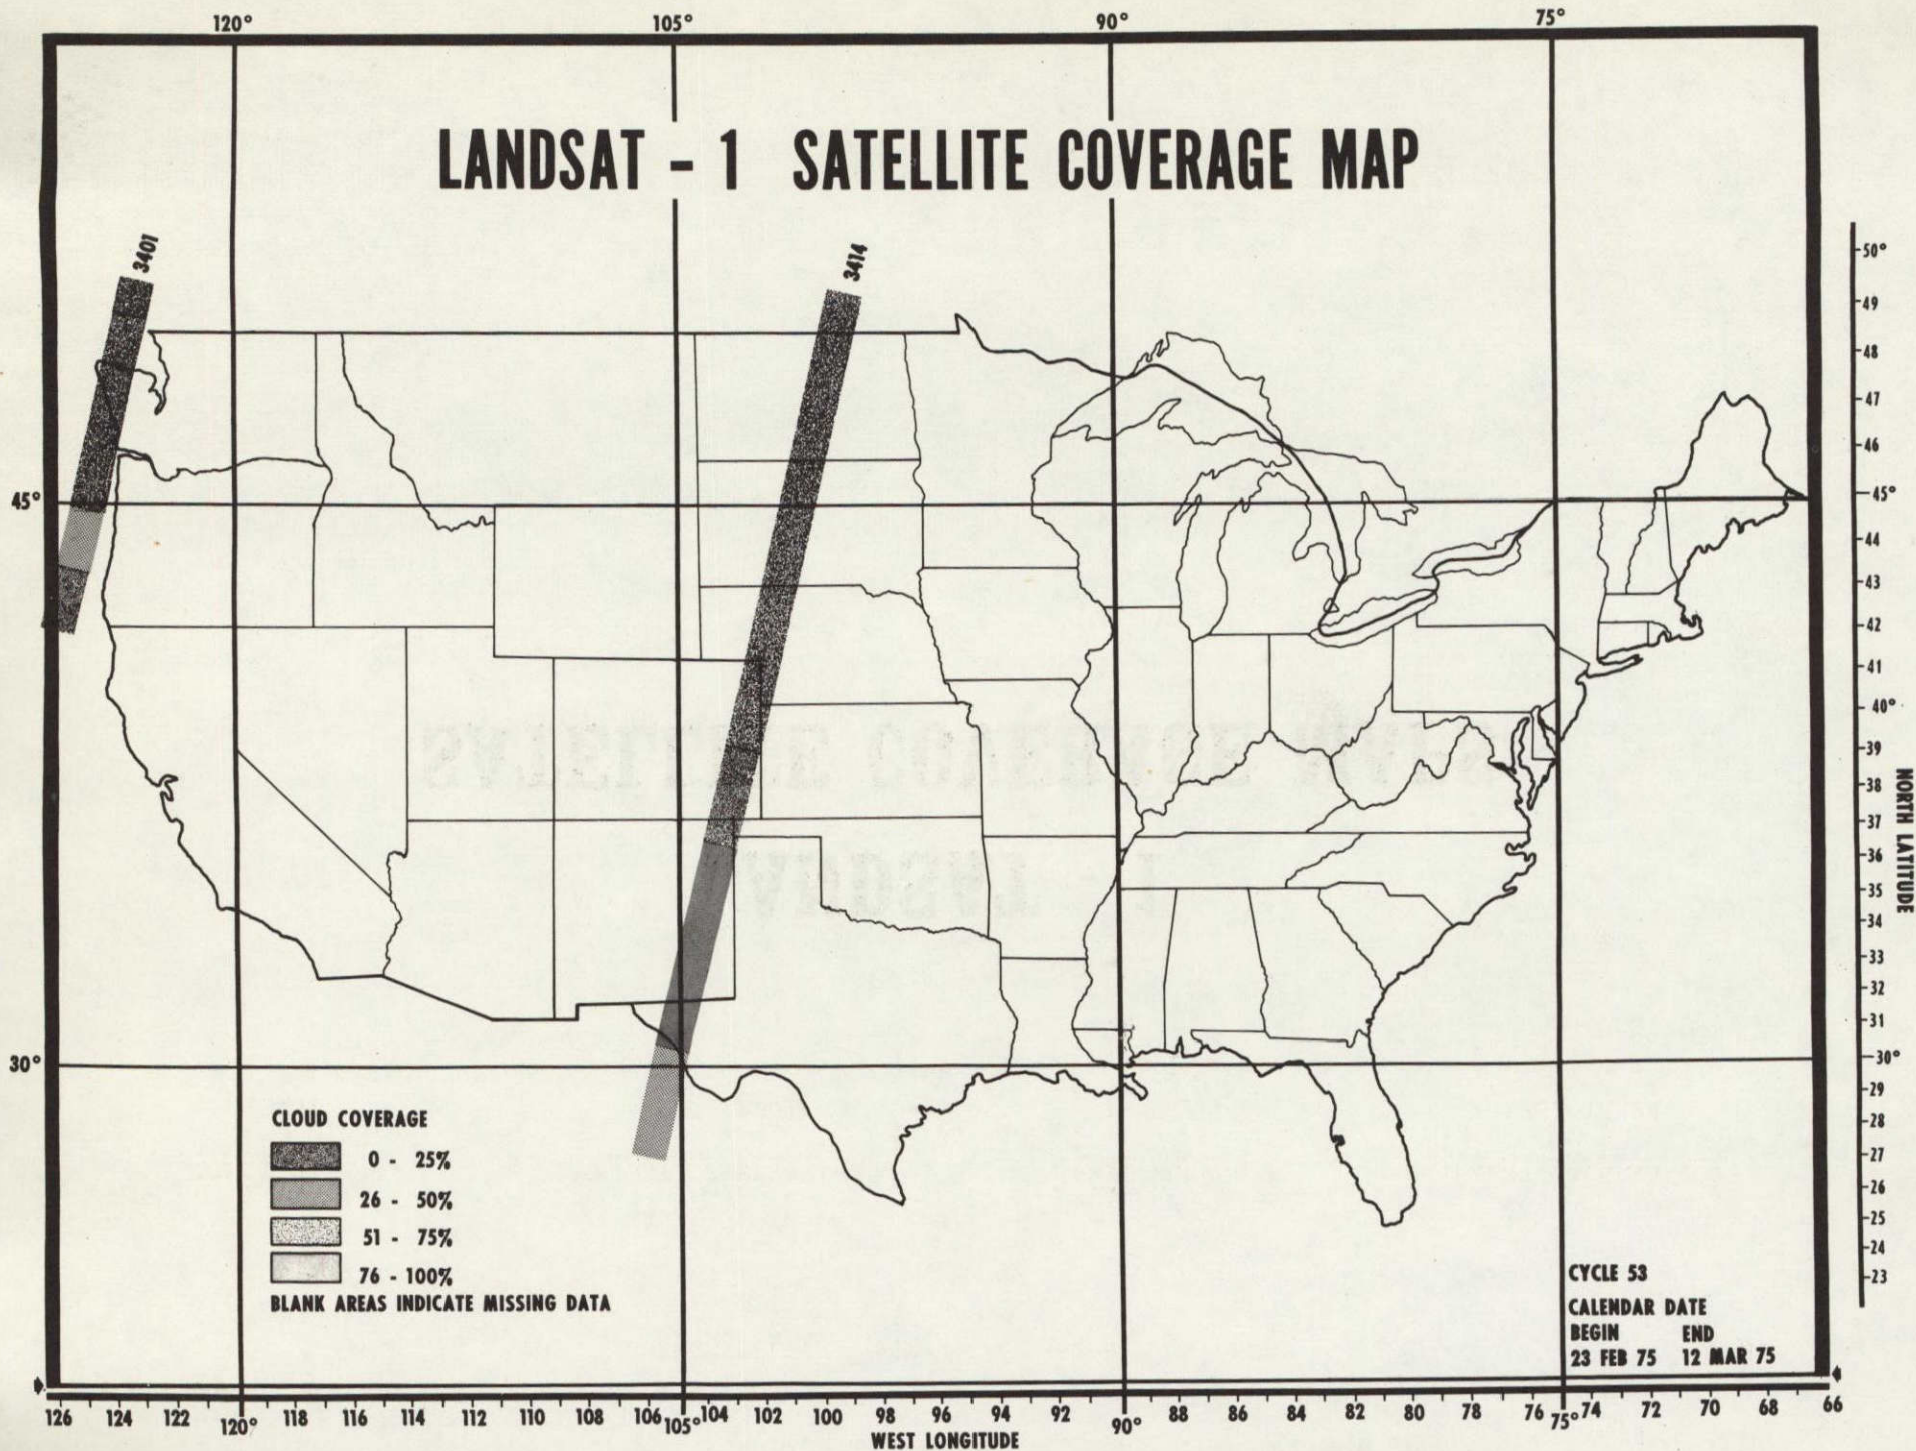 120° 105° 90° 75°
LANDSAT - 1 SATELLITE COVERAGE MAP
3401
3414
50°
49
48
47
46
45° 45°
44
43
42
41
40°
39
38
37
36
35
34
33
32
31
30° 30°
29
28
27
26
25
24
23
NORTH LATITUDE
CLOUD COVERAGE
0 - 25%
26 - 50%
51 - 75%
76 - 100%
BLANK AREAS INDICATE MISSING DATA
CYCLE 53
CALENDAR DATE
BEGIN END
23 FEB 75 12 MAR 75
126 124 122 120° 118 116 114 112 110 108 106 105° 104 102 100 98 96 94 92 90° 88 86 84 82 80 78 76 75° 74 72 70 68 66
WEST LONGITUDE